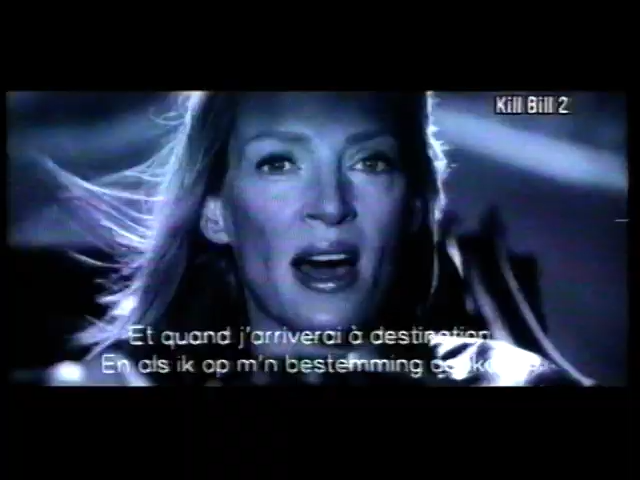 Kill Bill 2
Et quand j'arriverai à destination
En als ik op m'n bestemming